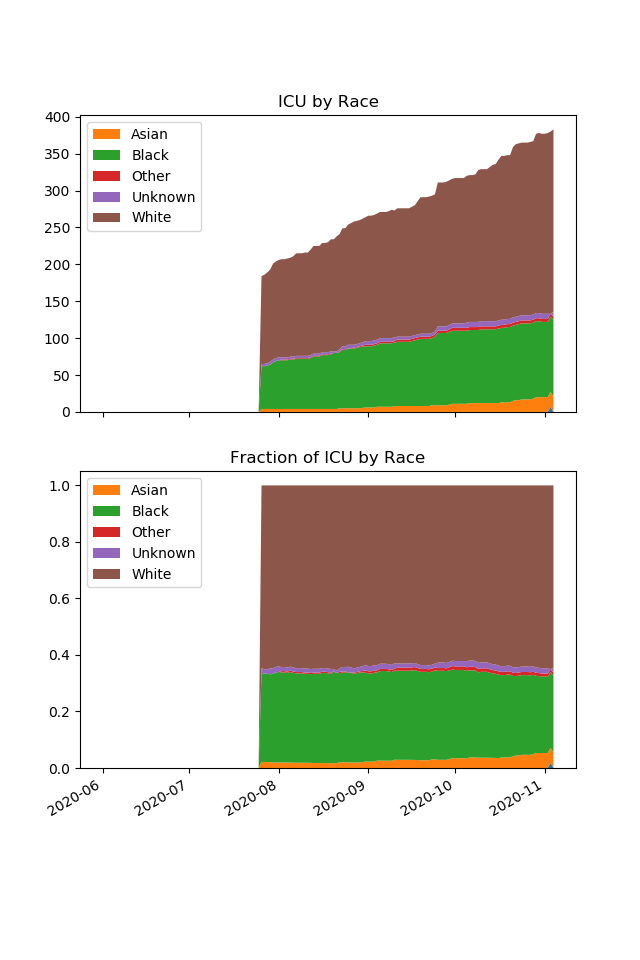 ICU by Race
400
350
300
250
200
150
100
50
0
Asian
Black
Other
Unknown
White
Fraction of ICU by Race
1.0
0.8
0.6
0.4
0.2
0.0
Asian
Black
Other
Unknown
White
2020-06
2020-07
2020-08
2020-09
2020-10
2020-11